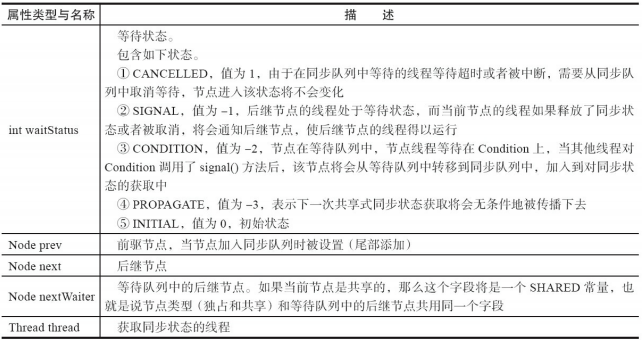 属性类型与名称 描 述
int waitStatus
等待状态。
包含如下状态。
① CANCELLED，值为 1，由于在同步队列中等待的线程等待超时或者被中断，需要从同步队
列中取消等待，节点进入该状态将不会变化
② SIGNAL，值为 -1，后继节点的线程处于等待状态，而当前节点的线程如果释放了同步状
态或者被取消，将会通知后继节点，使后继节点的线程得以运行
③ CONDITION，值为 -2，节点在等待队列中，节点线程等待在 Condition 上，当其他线程对
Condition 调用了 signal() 方法后，该节点将会从等待队列中转移到同步队列中，加入到对同步状
态的获取中
④ PROPAGATE，值为 -3，表示下一次共享式同步状态获取将会无条件地被传播下去
⑤ INITIAL，值为 0，初始状态
Node prev 前驱节点，当节点加入同步队列时被设置（尾部添加）
Node next 后继节点
Node nextWaiter
等待队列中的后继节点。如果当前节点是共享的，那么这个字段将是一个 SHARED 常量，也
就是说节点类型（独占和共享）和等待队列中的后继节点共用同一个字段
Thread thread 获取同步状态的线程